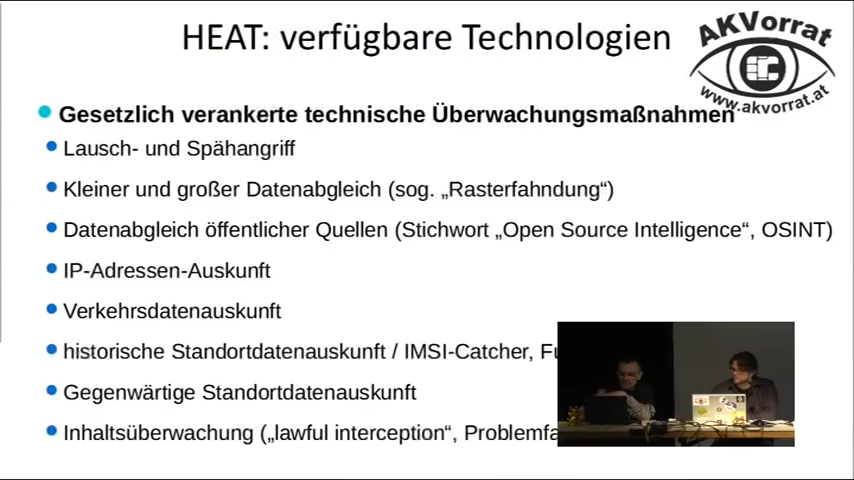 HEAT: verfügbare Technologien
AKVorrat
www.akvorrat.at
Gesetzlich verankerte technische Überwachungsmaßnahmen
Lausch- und Spähangriff
Kleiner und großer Datenabgleich (sog. „Rasterfahndung“)
Datenabgleich öffentlicher Quellen (Stichwort „Open Source Intelligence“, OSINT)
IP-Adressen-Auskunft
Verkehrsdatenauskunft
historische Standortdatenauskunft / IMSI-Catcher,
Gegenwärtige Standortdatenauskunft
Inhaltsüberwachung („lawful interception“,